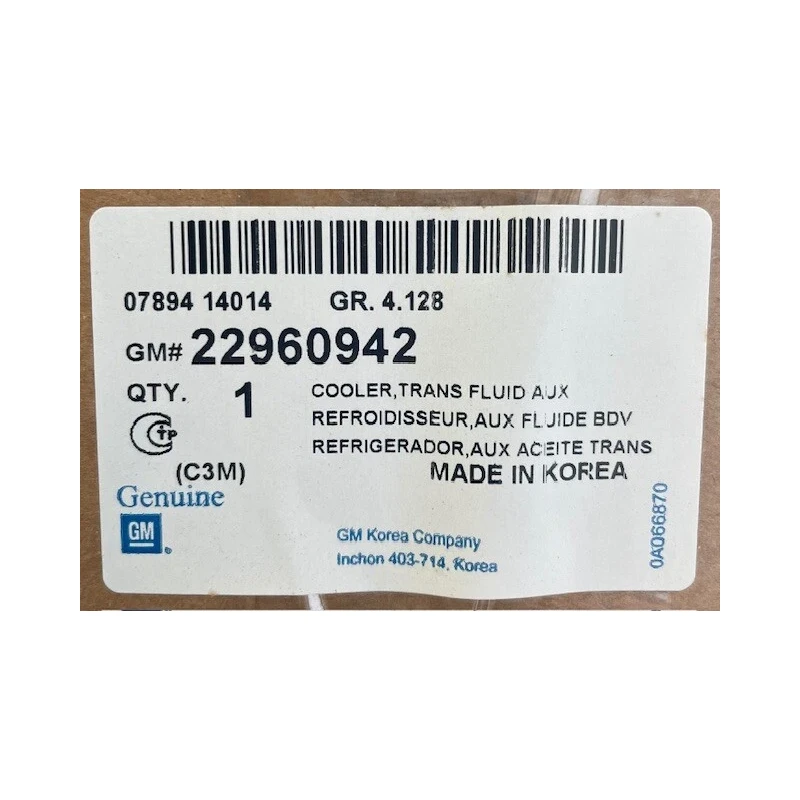 07894 14014 GR. 4.128
GM# 22960942
QTY. 1 COOLER,TRANS FLUID AUX
REFROIDISSEUR,AUX FLUIDE BDV
REFRIGERADOR,AUX ACEITE TRANS
(C3M) MADE IN KOREA
Genuine
GM
GM Korea Company
Inchon 403-714, Korea
0A066870